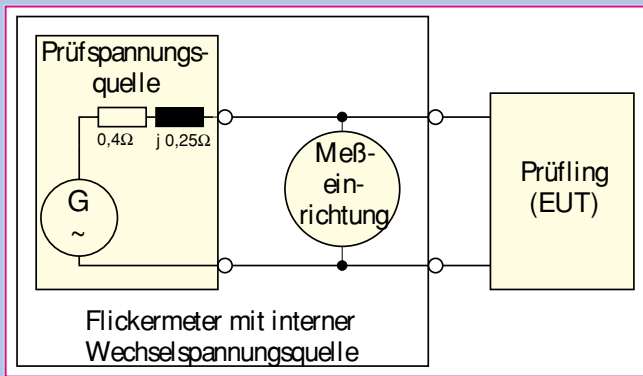 Prüfspannungs-
quelle
0,4Ω
j 0,25Ω
G
~
Meß-
ein-
richtung
Prüfling
(EUT)
Flickermeter mit interner
Wechselspannungsquelle